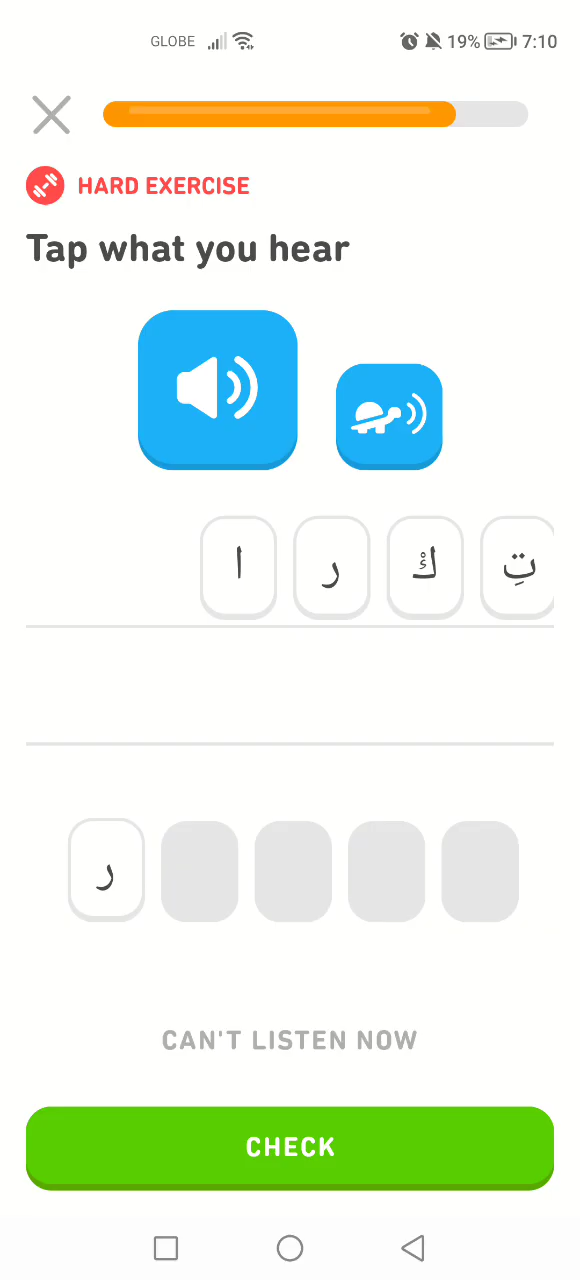 GLOBE 19% 7:10
HARD EXERCISE
Tap what you hear
تِ كْ ر ا
ر
CAN'T LISTEN NOW
CHECK